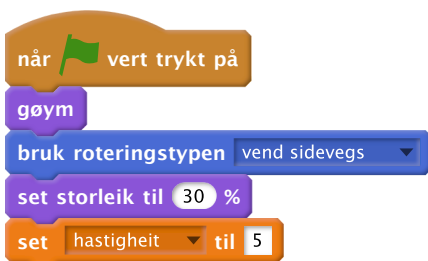 når vert trykt på
gøym
bruk roteringstypen vend sidevegs
set storleik til 30 %
set hastigheit til 5